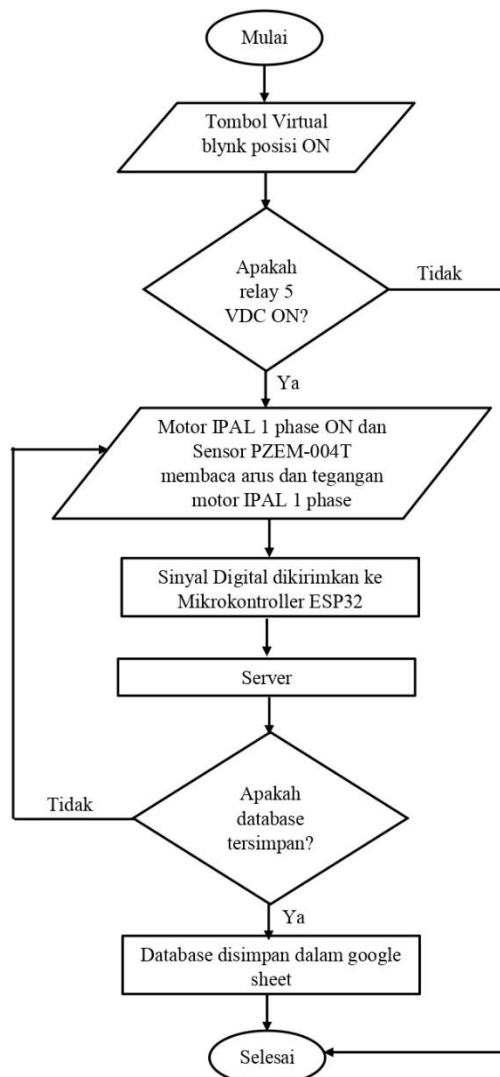 Mulai
Tombol Virtual
blynk posisi ON
Apakah
relay 5
VDC ON?
Tidak
Ya
Motor IPAL 1 phase ON dan
Sensor PZEM-004T
membaca arus dan tegangan
motor IPAL 1 phase
Sinyal Digital dikirimkan ke
Mikrokontroller ESP32
Server
Tidak
Apakah
database
tersimpan?
Ya
Database disimpan dalam google
sheet
Selesai